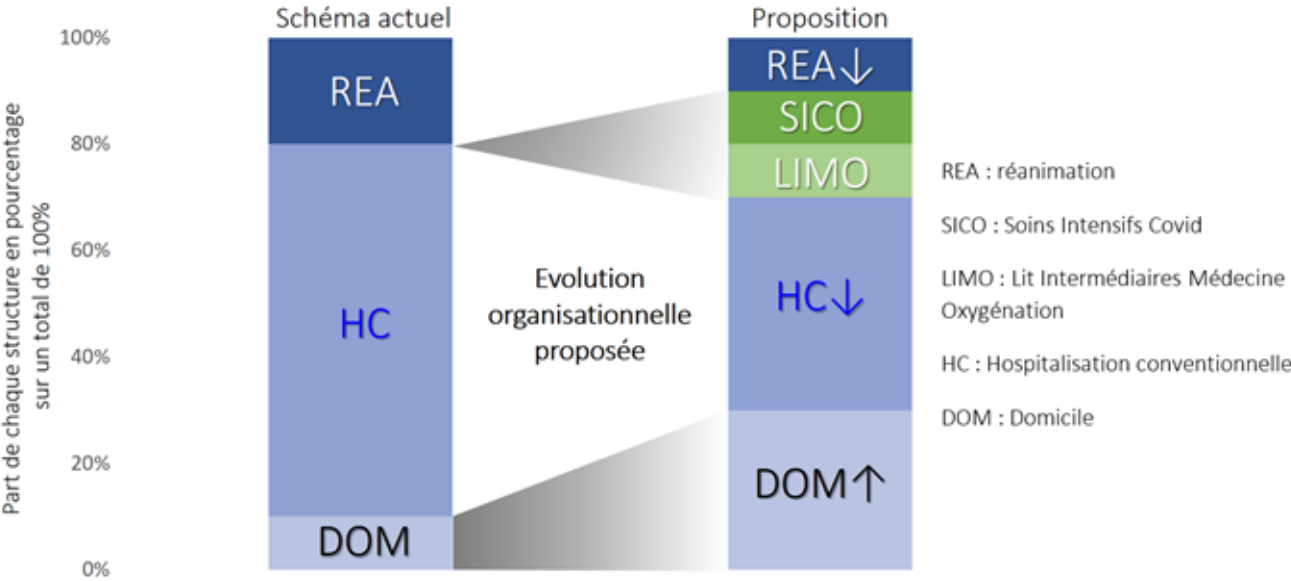 Schéma actuel
Proposition
Part de chaque structure en pourcentage
sur un total de 100%
100%
80%
60%
40%
20%
0%
REA
HC
DOM
Evolution
organisationnelle
proposée
REA↓
SICO
LIMO
HC↓
DOM↑
REA : réanimation
SICO : Soins Intensifs Covid
LIMO : Lit Intermédiaires Médecine
Oxygénation
HC : Hospitalisation conventionnelle
DOM : Domicile